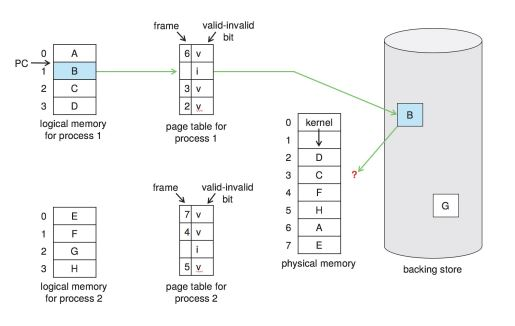 frame
valid-invalid
bit
PC
0 A
1 B
2 C
3 D
logical memory
for process 1
6 v
i
3 v
2 v
page table for
process 1
0 kernel
1
2 D
3 C
4 F
5 H
6 A
7 E
physical memory
?
B
G
backing store
frame
valid-invalid
bit
0 E
1 F
2 G
3 H
logical memory
for process 2
7 v
4 v
i
5 v
page table for
process 2